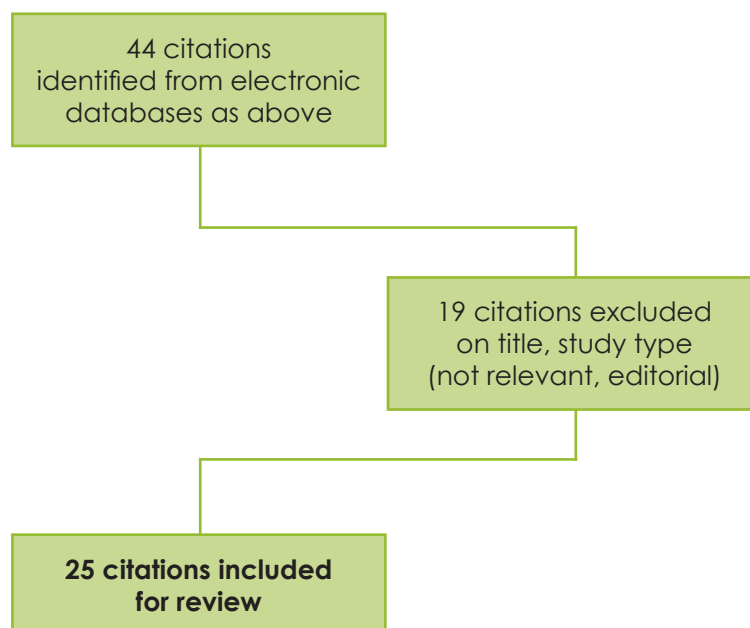 44 citations
identified from electronic
databases as above
19 citations excluded
on title, study type
(not relevant, editorial)
25 citations included
for review